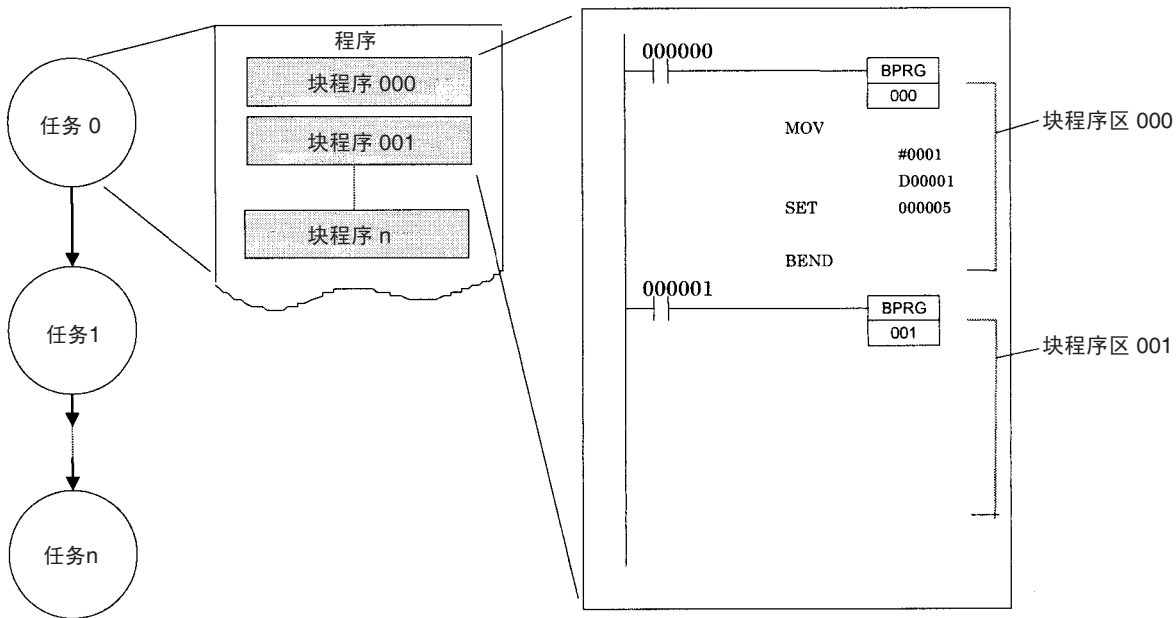 任务 0
任务1
任务n
程序
块程序 000
块程序 001
块程序 n
000000
BPRG
000
MOV
#0001
D00001
SET 000005
BEND
000001
BPRG
001
块程序区 000
块程序区 001